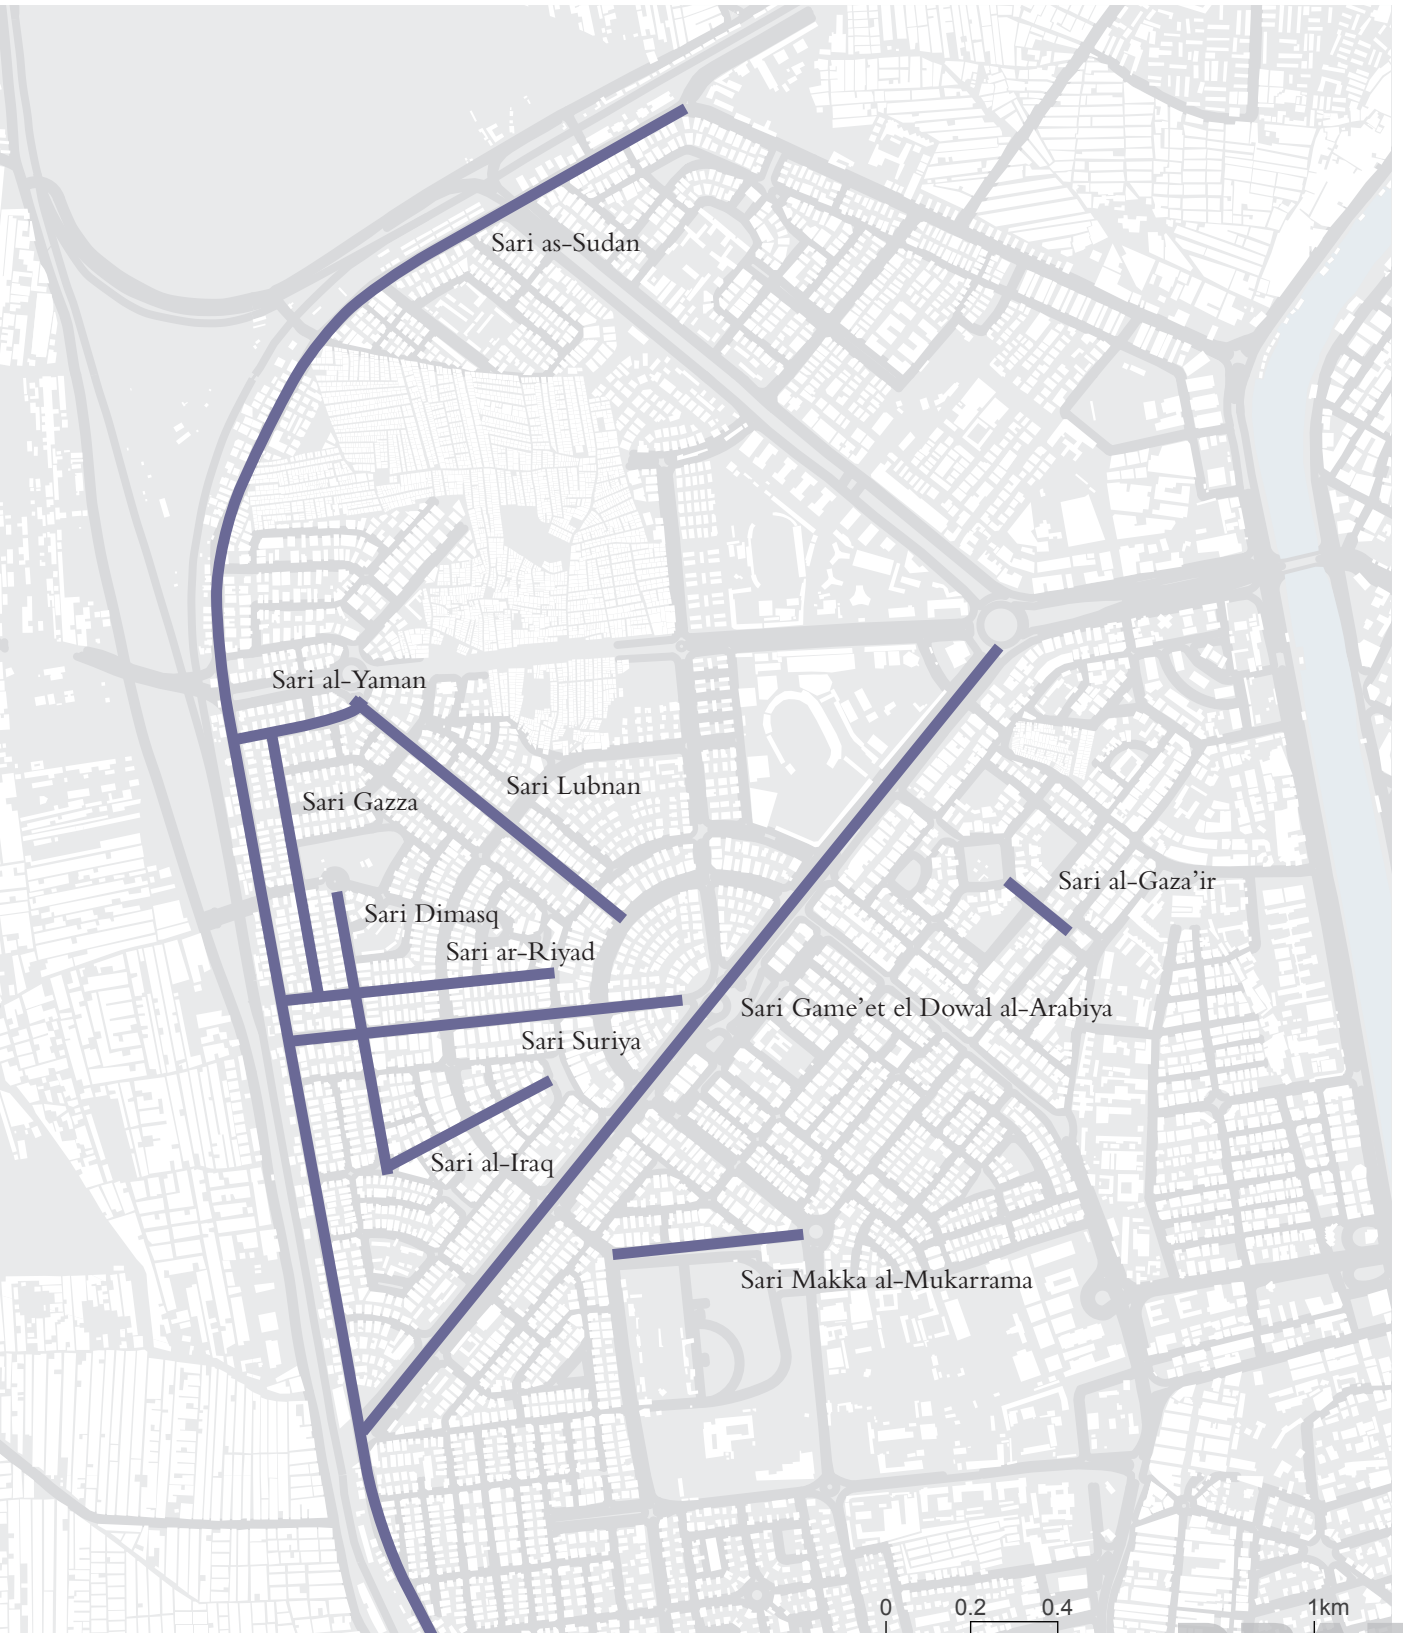 Sari as-Sudan
Sari al-Yaman
Sari Lubnan
Sari Gazza
Sari al-Gaza’ir
Sari Dimasq
Sari ar-Riyad
Sari Game’et el Dowal al-Arabiya
Sari Suriya
Sari al-Iraq
Sari Makka al-Mukarrama
0 0.2 0.4 1km